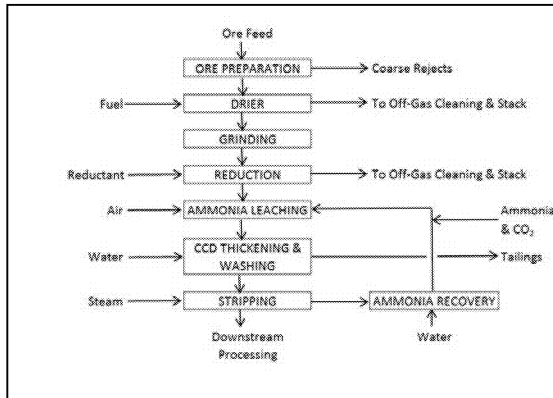 Ore Feed
ORE PREPARATION
Coarse Rejects
Fuel
DRIER
To Off-Gas Cleaning & Stack
GRINDING
Reductant
REDUCTION
To Off-Gas Cleaning & Stack
Air
AMMONIA LEACHING
Ammonia
& CO₂
Water
CCD THICKENING &
WASHING
Tailings
Steam
STRIPPING
AMMONIA RECOVERY
Downstream
Processing
Water